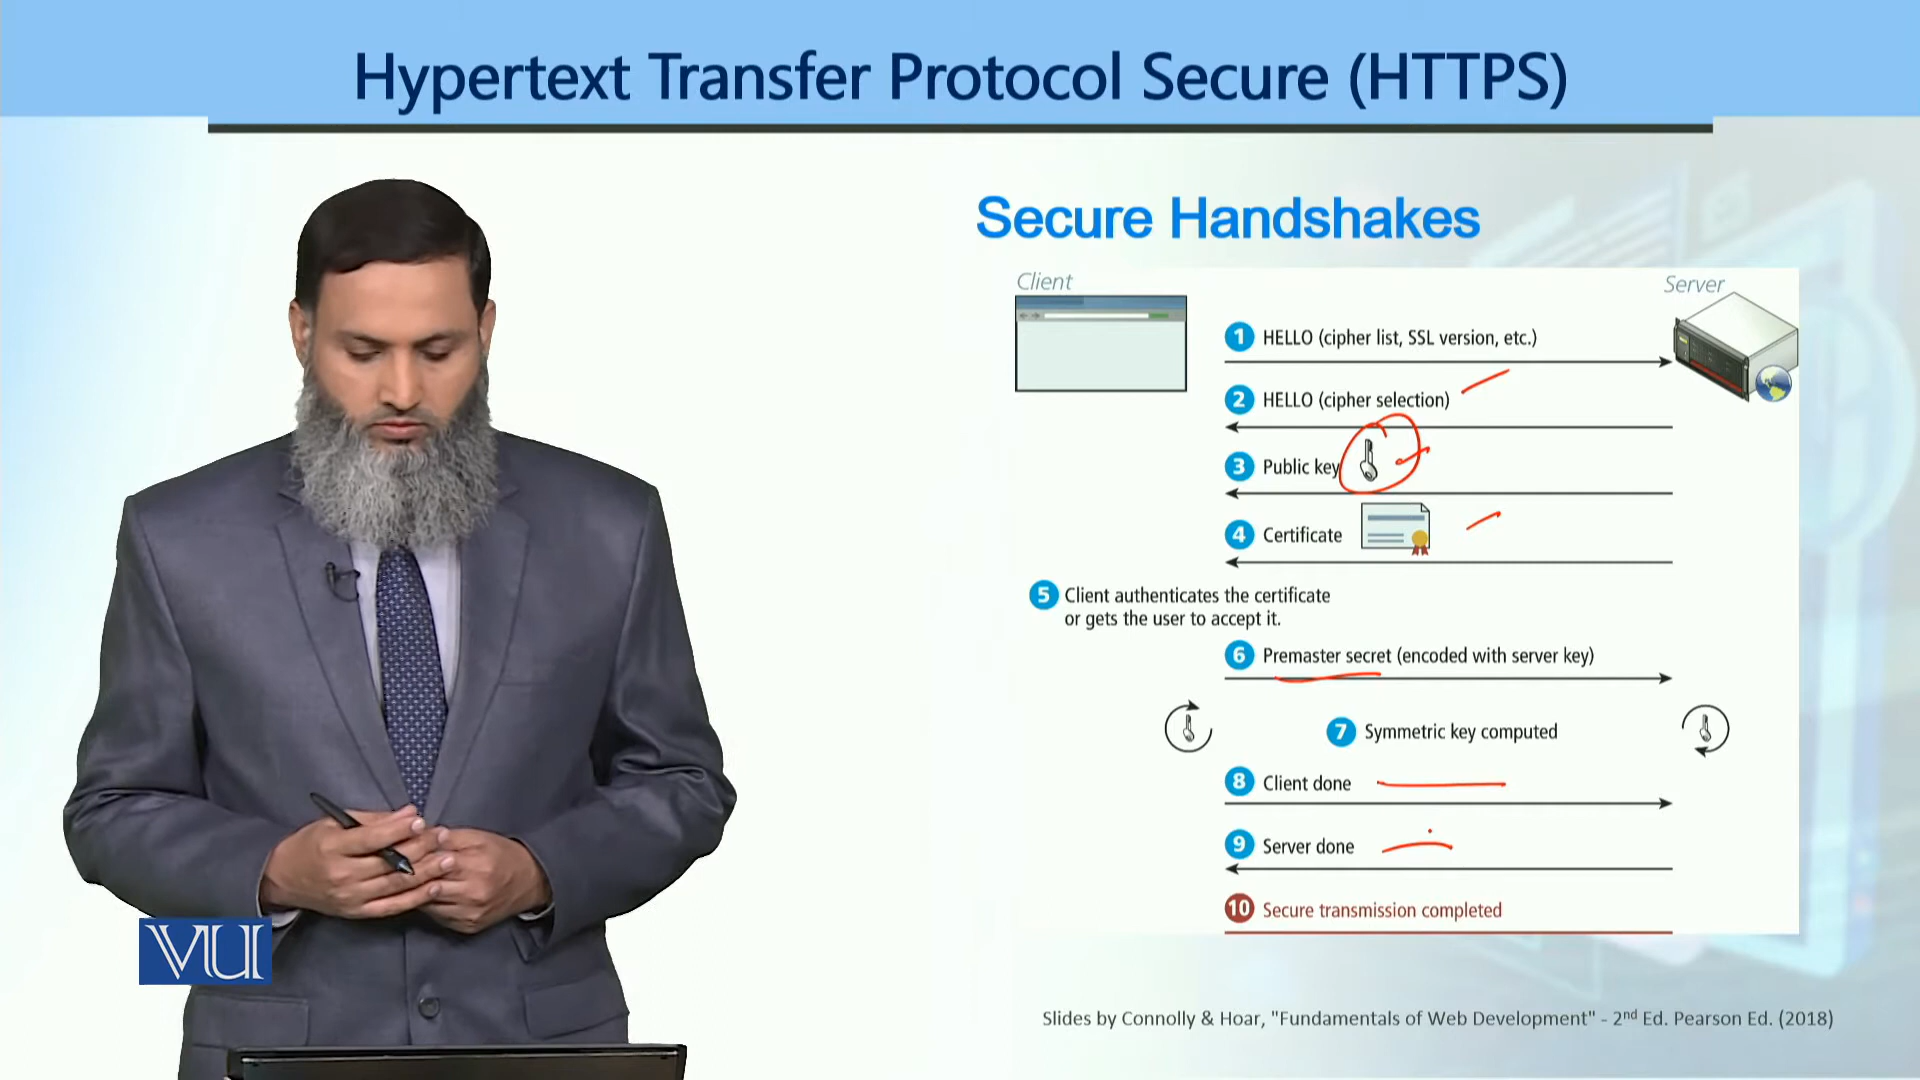 Hypertext Transfer Protocol Secure (HTTPS)
Secure Handshakes
Client
Server
1 HELLO (cipher list, SSL version, etc.)
2 HELLO (cipher selection)
3 Public key
4 Certificate
5 Client authenticates the certificate
or gets the user to accept it.
6 Premaster secret (encoded with server key)
7 Symmetric key computed
8 Client done
9 Server done
10 Secure transmission completed
VU
Slides by Connolly & Hoar, "Fundamentals of Web Development" - 2nd Ed. Pearson Ed. (2018)